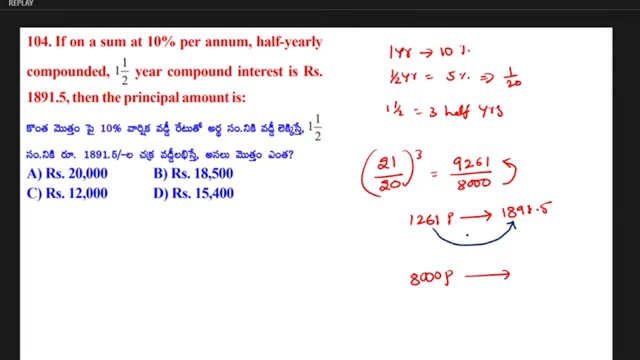 REPLAY
104. If on a sum at 10% per annum, half-yearly
compounded, 1 1/2 year compound interest is Rs.
1891.5, then the principal amount is:
కొంత మొత్తం పై 10% వార్షిక వడ్డీ రేటుతో అర్ధ సం.నికి వడ్డీ లెక్కిస్తే, 1 1/2
సం.నికి రూ. 1891.5/-ల చక్ర వడ్డీలభిస్తే, అసలు మొత్తం ఎంత?
A) Rs. 20,000 B) Rs. 18,500
C) Rs. 12,000 D) Rs. 15,400
1 Yr → 10 %
1/2 Yr = 5 % ⇒ 1/20
1 1/2 = 3 half Yrs
(21/20)^3 = 9261/8000
1261 P → 1891.5
8000 P →